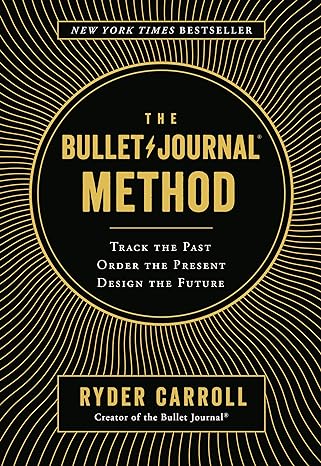 NEW YORK TIMES BESTSELLER
THE
BULLET JOURNAL®
METHOD
TRACK THE PAST
ORDER THE PRESENT
DESIGN THE FUTURE
RYDER CARROLL
Creator of the Bullet Journal®